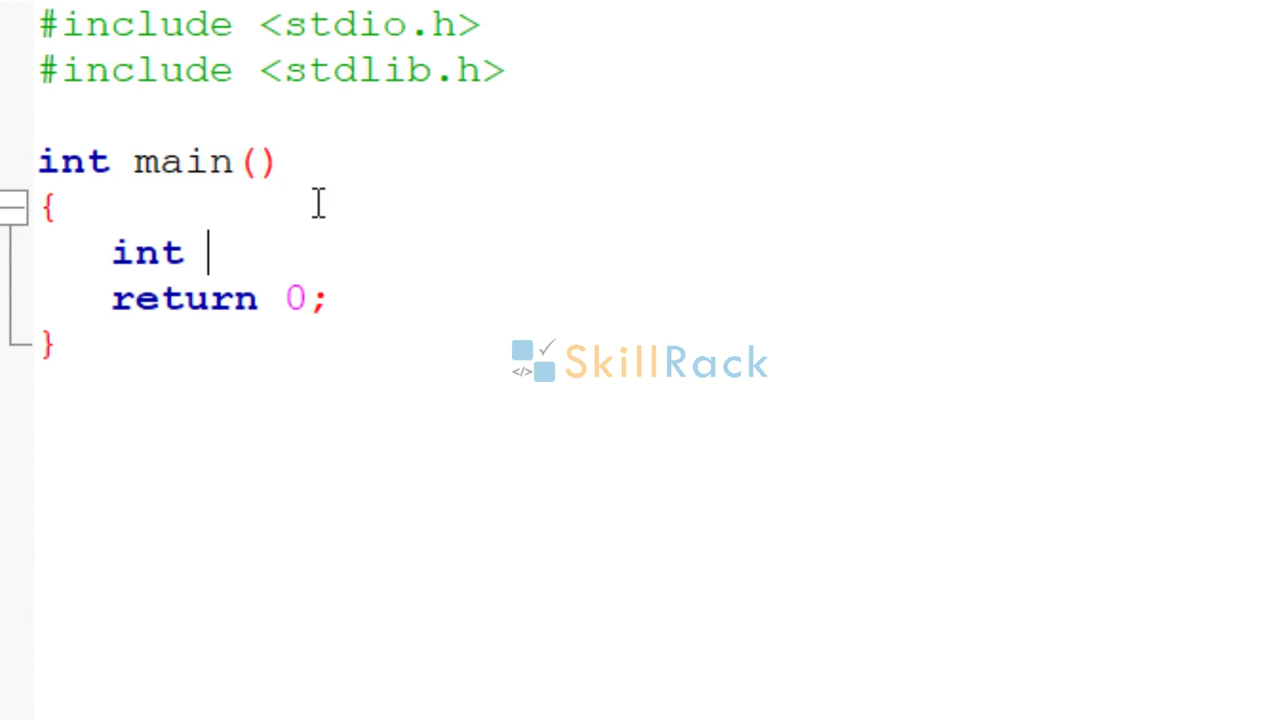 #include <stdio.h>
#include <stdlib.h>
int main()
{
int
return 0;
}
</> SkillRack